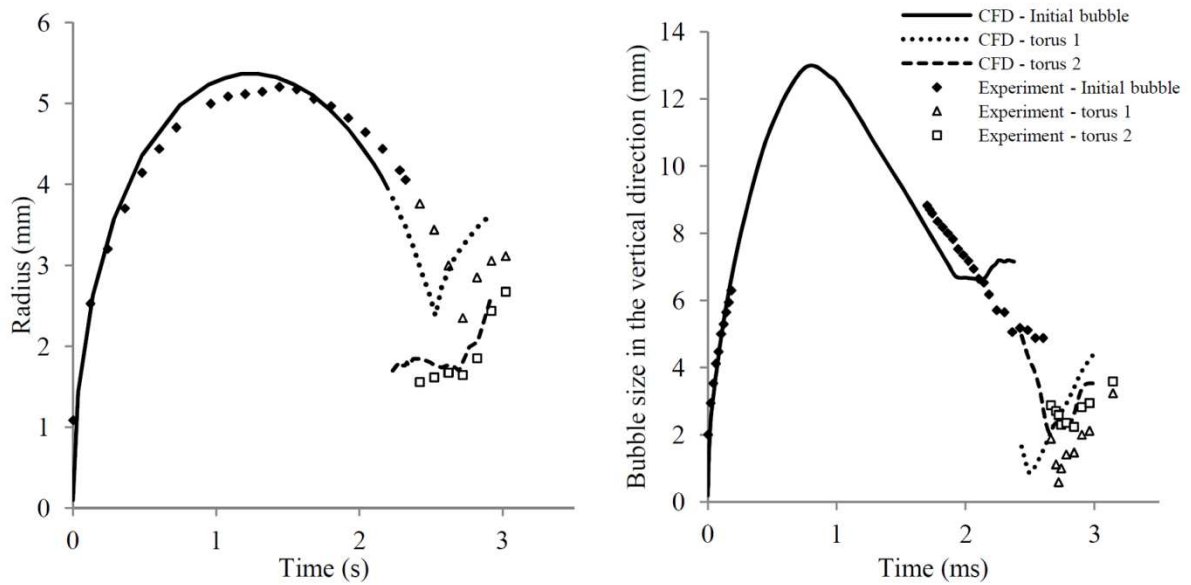 6
5
4
3
2
1
0
Radius (mm)
0 1 2 3
Time (s)
CFD - Initial bubble
CFD - torus 1
CFD - torus 2
Experiment - Initial bubble
Experiment - torus 1
Experiment - torus 2
14
12
10
8
6
4
2
0
Bubble size in the vertical direction (mm)
0 1 2 3
Time (ms)